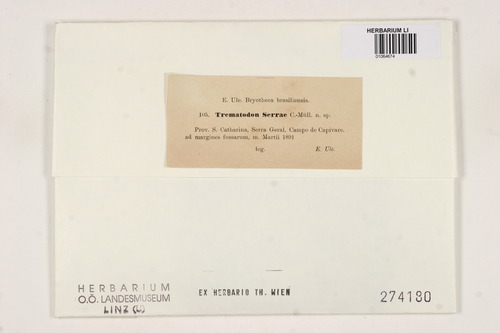 HERBARIUM LI
01064674
E. Ule. Bryotheca brasiliensis.
105. Trematodon Serrae C.-Müll. n. sp.
Prov. S. Catharina, Serra Geral, Campo de Capivare.
ad margines fossarum, m. Martii 1891
leg. E. Ule.
HERBARIUM
O.Ö. LANDESMUSEUM
LINZ (LI)
EX HERBARIO TH. WIEN
274180